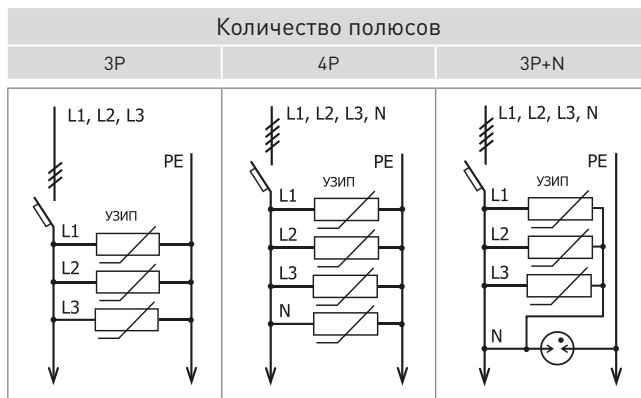 Количество полюсов
3P
4P
3P+N
L1, L2, L3
PE
УЗИП
L1
L2
L3
L1, L2, L3, N
PE
УЗИП
L1
L2
L3
N
L1, L2, L3, N
PE
УЗИП
L1
L2
L3
N